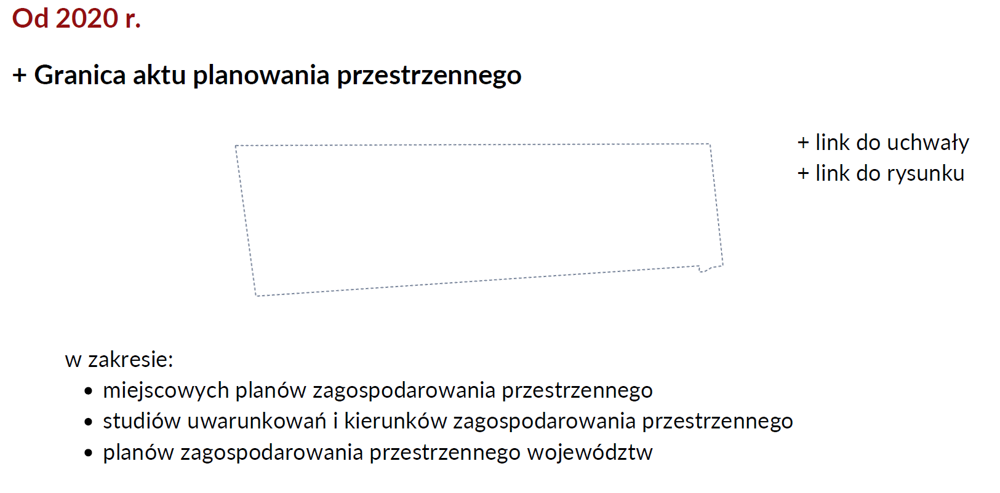 Od 2020 r.
+ Granica aktu planowania przestrzennego
+ link do uchwały
+ link do rysunku
w zakresie:
• miejscowych planów zagospodarowania przestrzennego
• studiów uwarunkowań i kierunków zagospodarowania przestrzennego
• planów zagospodarowania przestrzennego województw